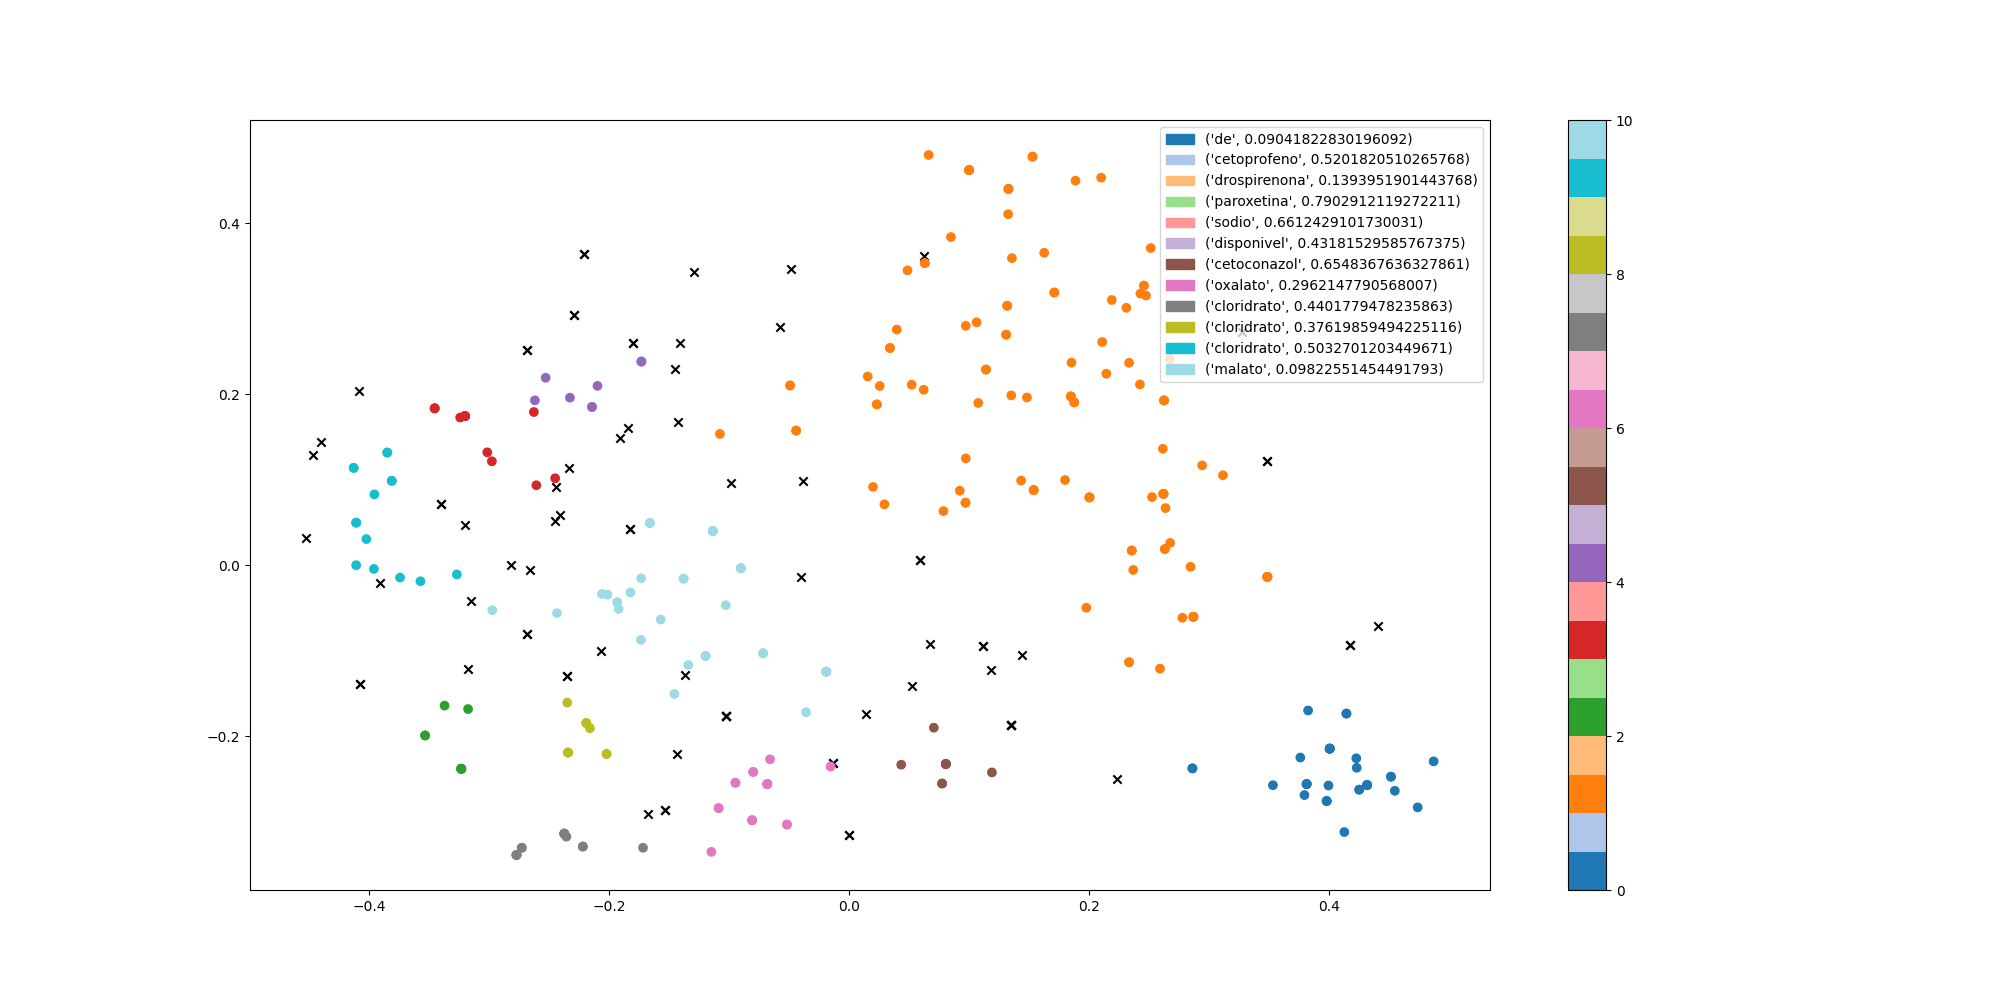 ('de', 0.09041822830196092)
('cetoprofeno', 0.5201820510265768)
('drospirenona', 0.1393951901443768)
('paroxetina', 0.7902912119272211)
('sodio', 0.6612429101730031)
('disponivel', 0.43181529585767375)
('cetoconazol', 0.6548367636327861)
('oxalato', 0.2962147790568007)
('cloridrato', 0.4401779478235863)
('cloridrato', 0.37619859494225116)
('cloridrato', 0.5032701203449671)
('malato', 0.09822551454491793)
0.4
0.2
0.0
−0.2
−0.4
−0.2
0.0
0.2
0.4
10
8
6
4
2
0